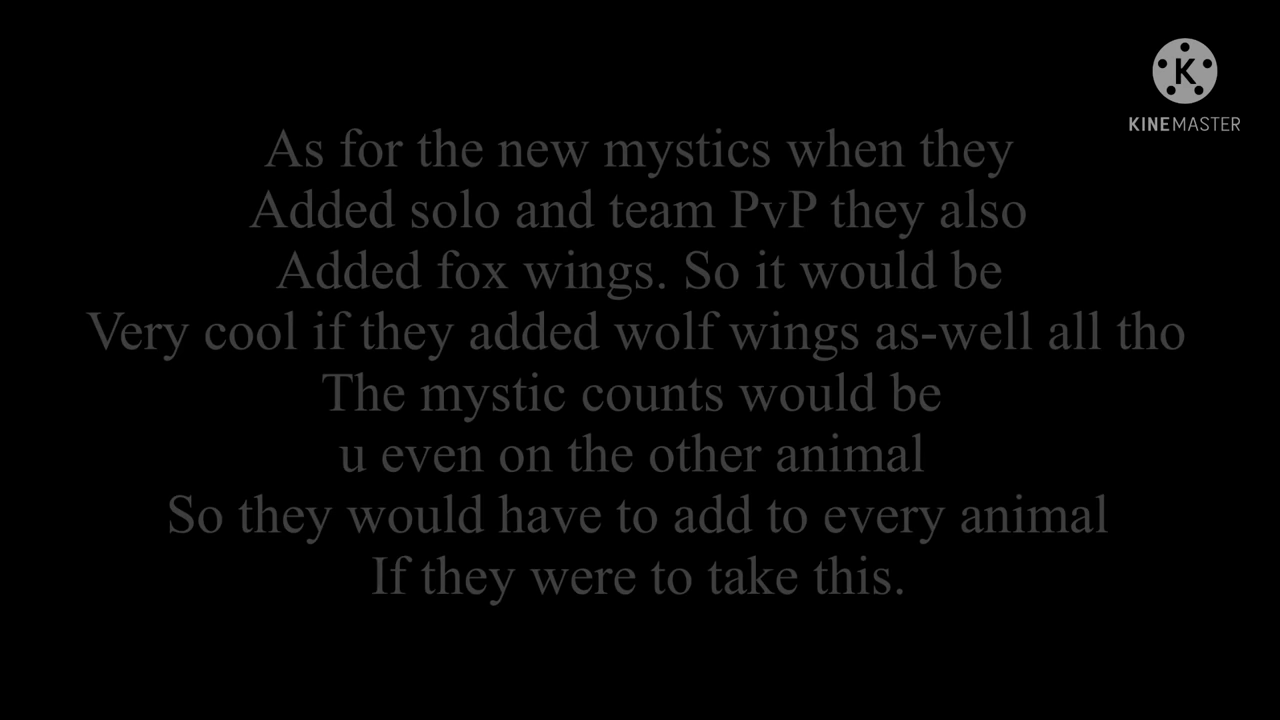 K
KINEMASTER
As for the new mystics when they
Added solo and team PvP they also
Added fox wings. So it would be
Very cool if they added wolf wings as-well all tho
The mystic counts would be
u even on the other animal
So they would have to add to every animal
If they were to take this.